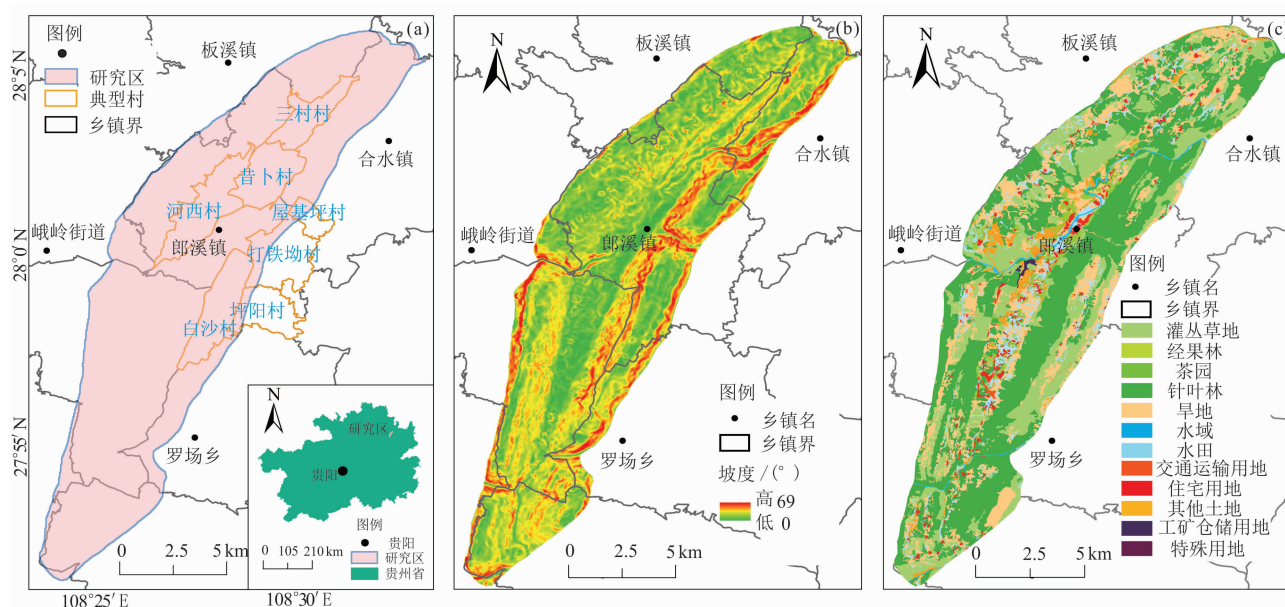 (a)
图例
研究区
典型村
乡镇界
板溪镇
三村村
合水镇
昔卜村
河西村
屋基坪村
峨岭街道
郎溪镇
打铁坳村
坪阳村
白沙村
罗场乡
28°5′N
28°0′N
27°55′N
0 2.5 5 km
108°25′E
108°30′E
N
研究区
贵阳
图例
0 105 210 km
贵阳
研究区
贵州省
(b)
N
板溪镇
合水镇
峨岭街道
郎溪镇
罗场乡
图例
乡镇名
乡镇界
坡度/(°)
高 69
低 0
0 2.5 5 km
(c)
N
板溪镇
合水镇
峨岭街道
郎溪镇
罗场乡
图例
乡镇名
乡镇界
灌丛草地
经果林
茶园
针叶林
旱地
水域
水田
交通运输用地
住宅用地
其他土地
工矿仓储用地
特殊用地
0 2.5 5 km